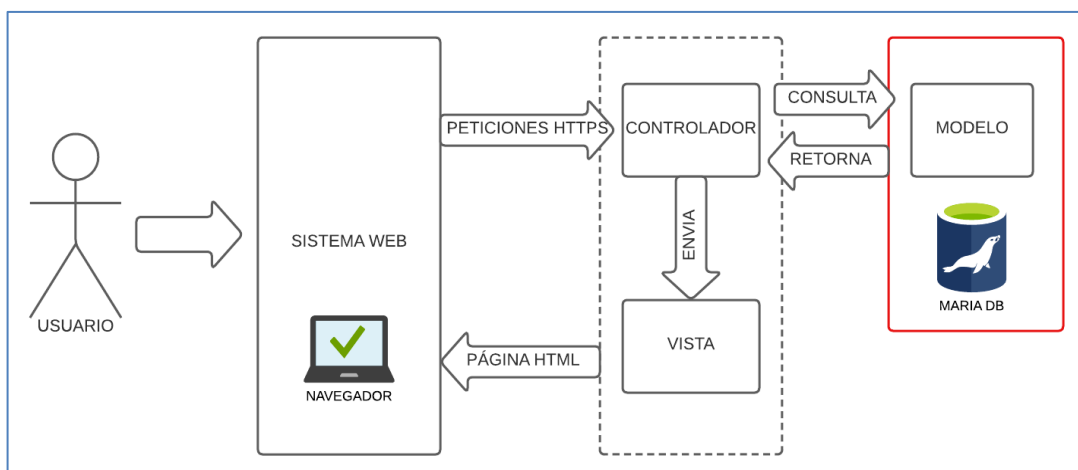 USUARIO
SISTEMA WEB
NAVEGADOR
PETICIONES HTTPS
PÁGINA HTML
CONTROLADOR
ENVIA
VISTA
CONSULTA
RETORNA
MODELO
MARIA DB